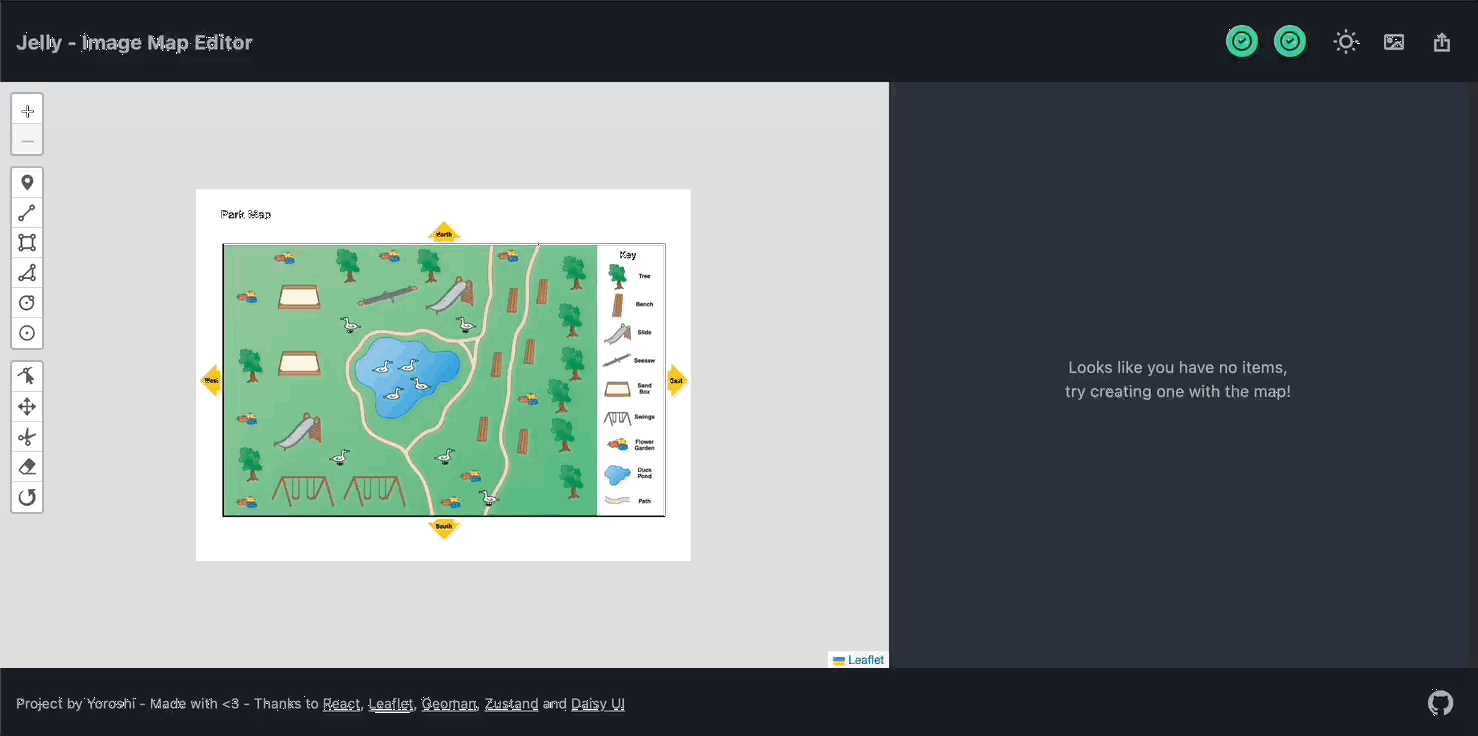 Jelly - Image Map Editor
Park Map
North
Key
Tree
Bench
Slide
Seesaw
Sand
Box
Swings
Flower
Garden
Duck
Pond
Path
West
East
South
Looks like you have no items,
try creating one with the map!
Leaflet
Project by Yoroshi - Made with <3 - Thanks to React, Leaflet, Geoman, Zustand and Daisy UI